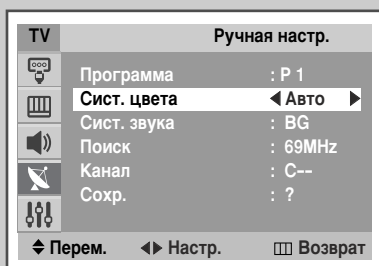 TV Ручная настр.
Программа : P 1
Сист. цвета Авто
Сист. звука : BG
Поиск : 69MHz
Канал : C--
Сохр. : ?
Перем. Настр. Возврат